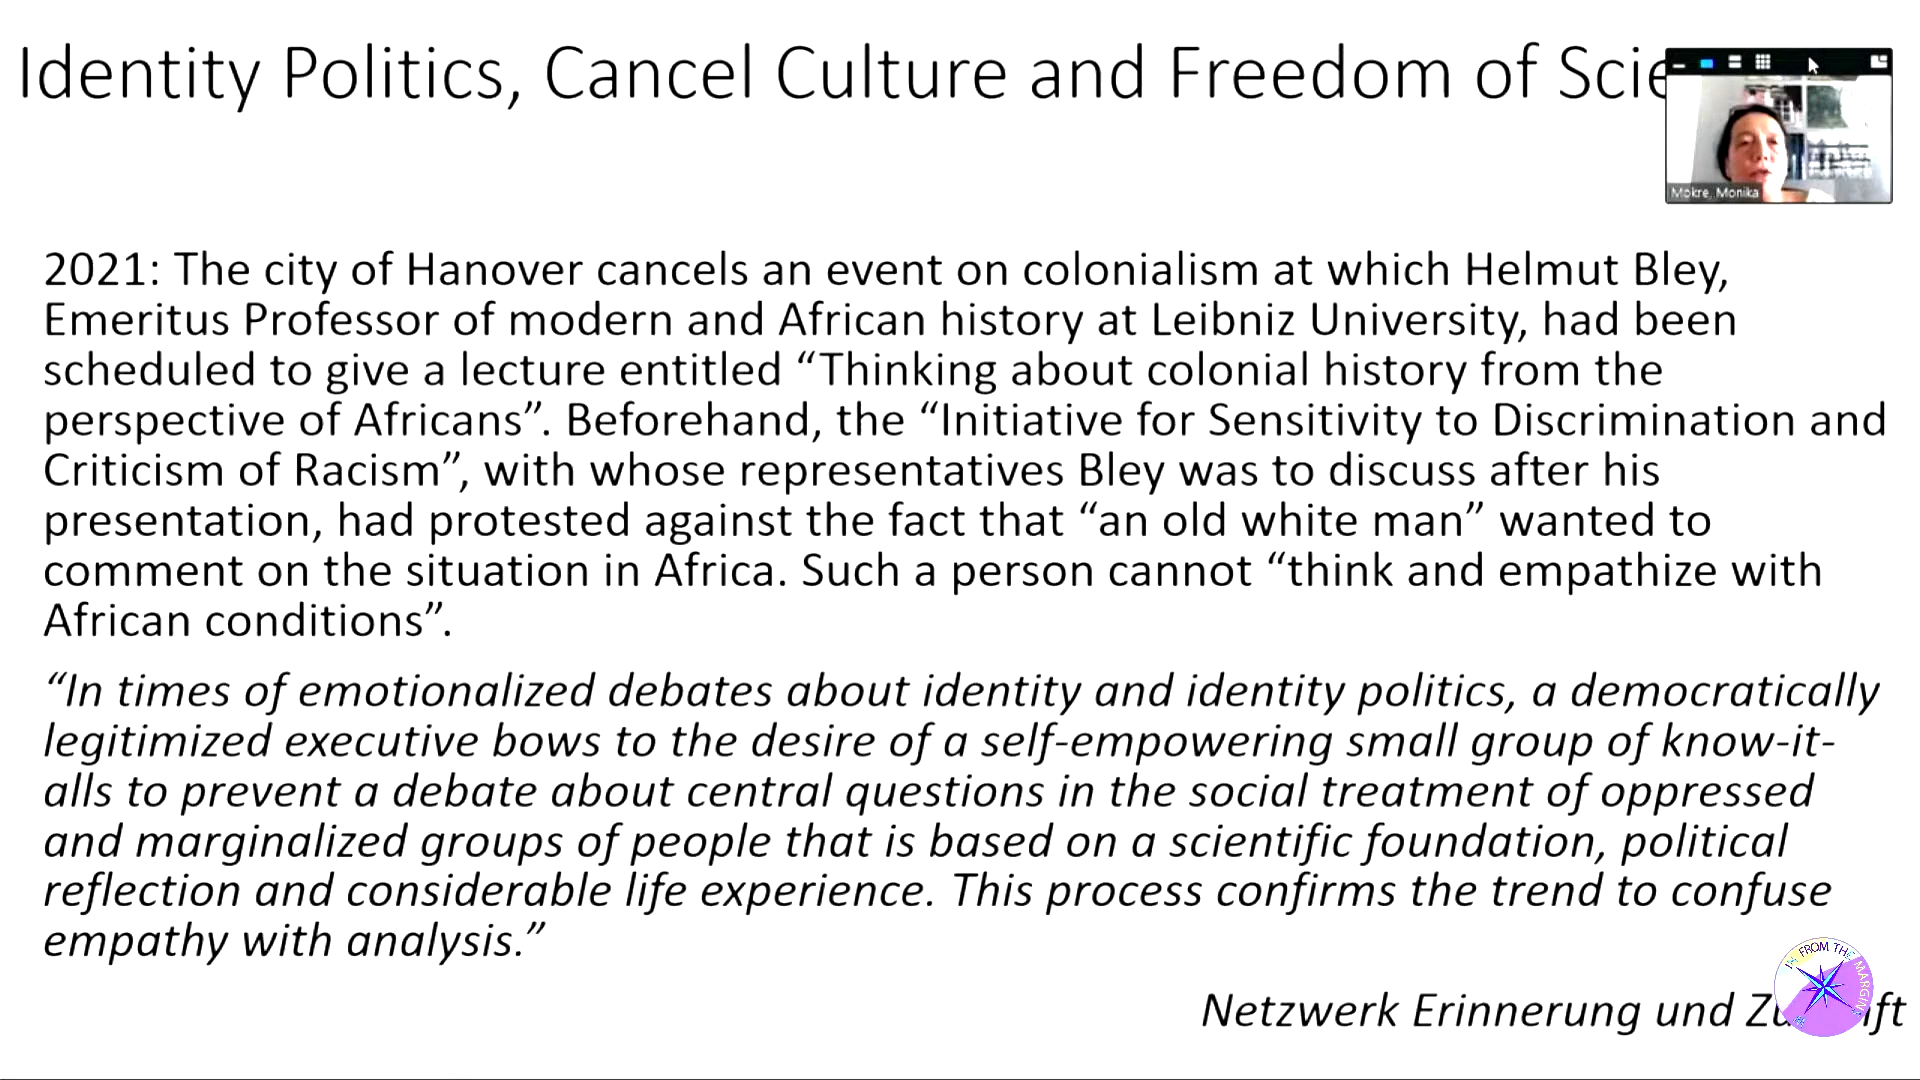 Identity Politics, Cancel Culture and Freedom of Scie
Mokre, Monika
2021: The city of Hanover cancels an event on colonialism at which Helmut Bley,
Emeritus Professor of modern and African history at Leibniz University, had been
scheduled to give a lecture entitled “Thinking about colonial history from the
perspective of Africans”. Beforehand, the “Initiative for Sensitivity to Discrimination and
Criticism of Racism”, with whose representatives Bley was to discuss after his
presentation, had protested against the fact that “an old white man” wanted to
comment on the situation in Africa. Such a person cannot “think and empathize with
African conditions”.
“In times of emotionalized debates about identity and identity politics, a democratically
legitimized executive bows to the desire of a self-empowering small group of know-it-
alls to prevent a debate about central questions in the social treatment of oppressed
and marginalized groups of people that is based on a scientific foundation, political
reflection and considerable life experience. This process confirms the trend to confuse
empathy with analysis.”
FROM THE MARGIN
Netzwerk Erinnerung und